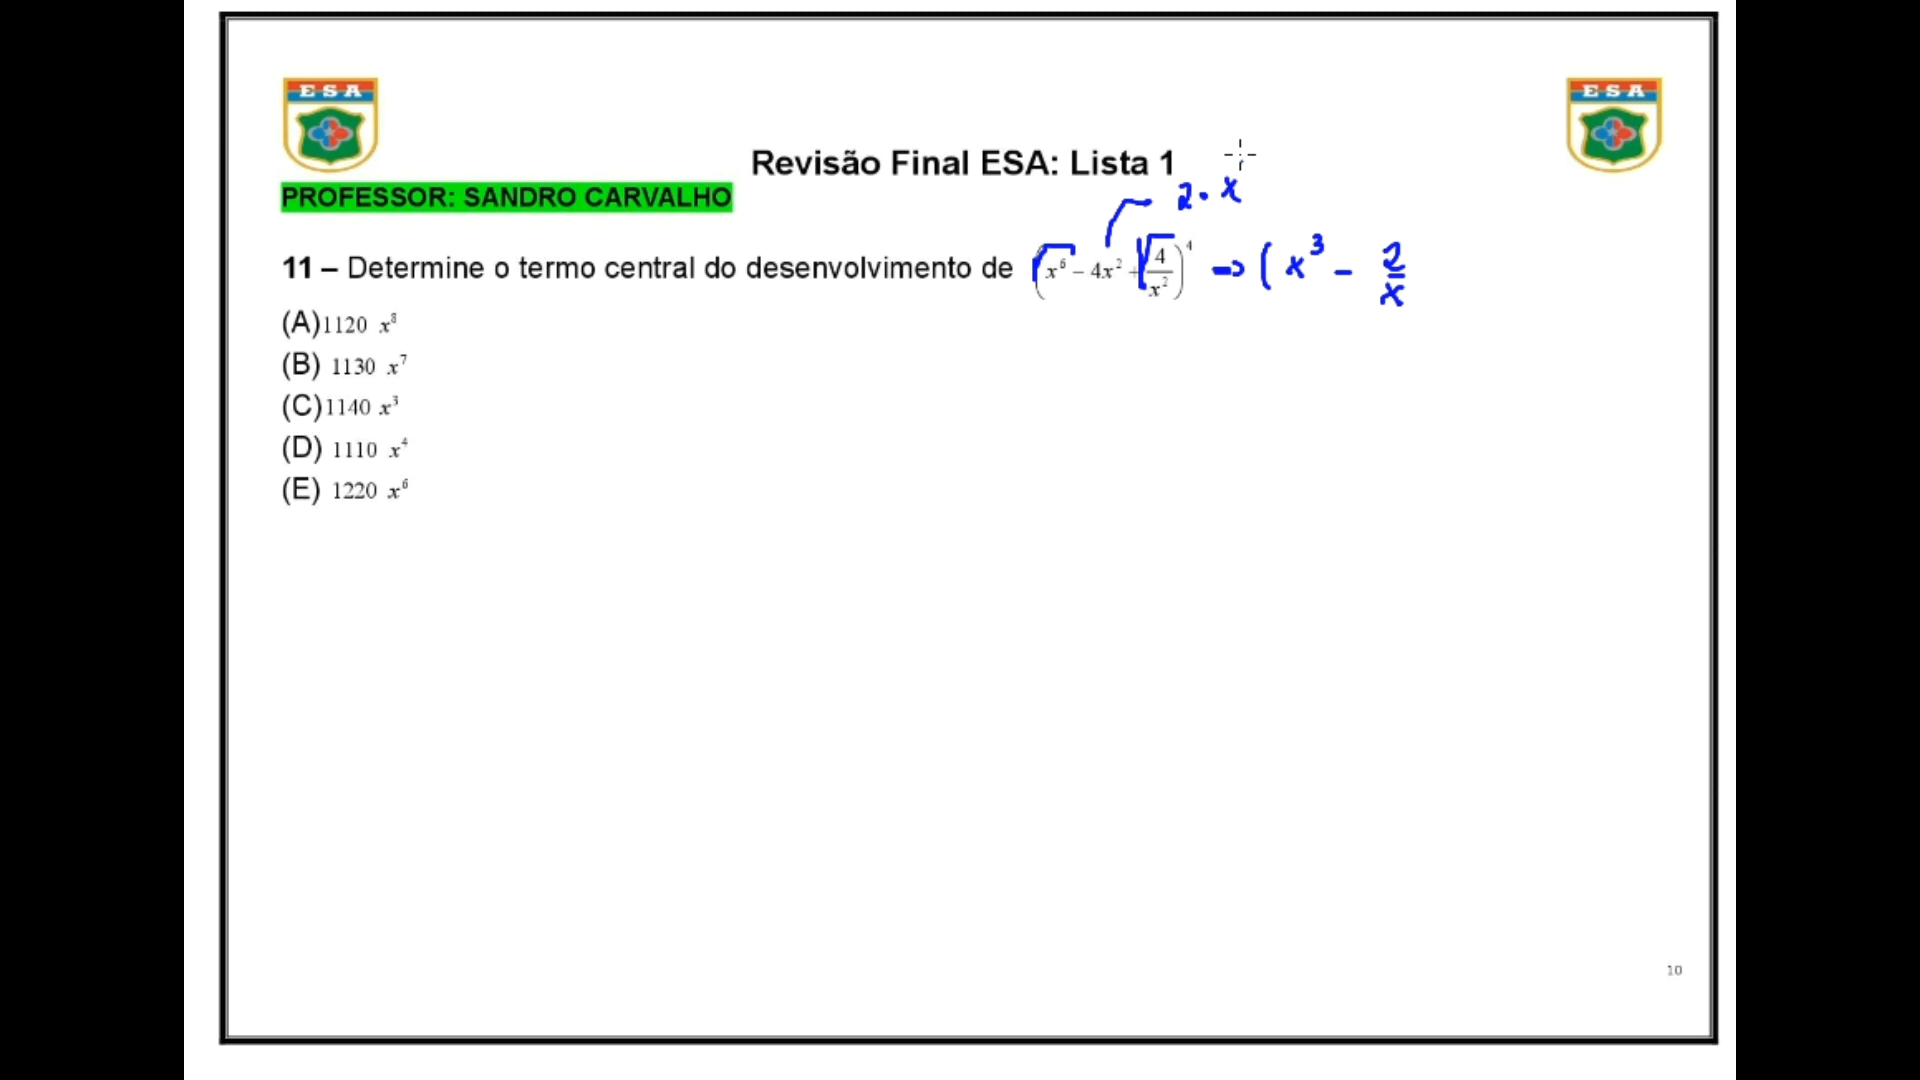 ESA
ESA
Revisão Final ESA: Lista 1
PROFESSOR: SANDRO CARVALHO
2 · x
11 – Determine o termo central do desenvolvimento de (x⁶ – 4x² + 4/x²)⁴ ⇒ (x³ – 2/x
(A) 1120 x⁸
(B) 1130 x⁷
(C) 1140 x³
(D) 1110 x⁴
(E) 1220 x⁶
10